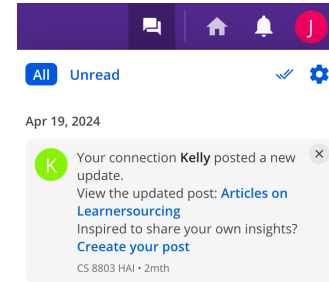 J
All Unread
Apr 19, 2024
K
Your connection Kelly posted a new
update.
View the updated post: Articles on
Learnersourcing
Inspired to share your own insights?
Creeate your post
CS 8803 HAI • 2mth